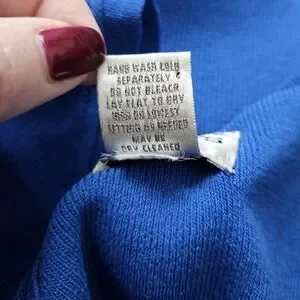 HAND WASH COLD
SEPARATELY
DO NOT BLEACH
LAY FLAT TO DRY
IRON ON LOWEST
SETTING AS NEEDED
MAY BE
DRY CLEANED